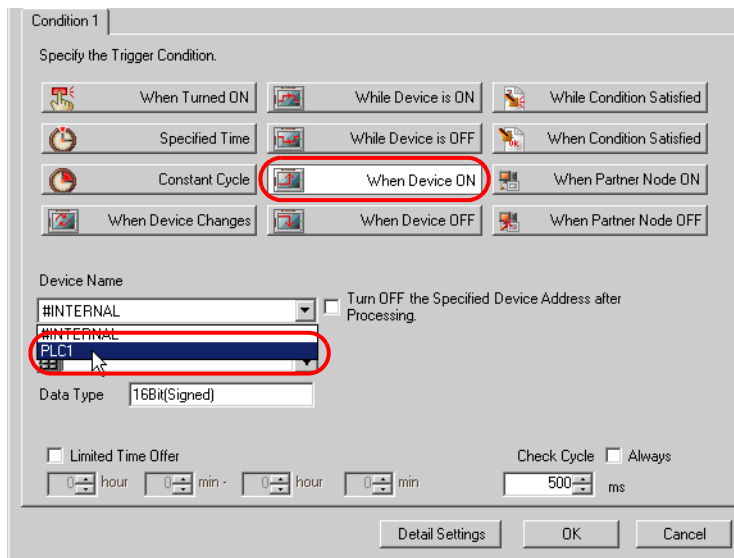 Condition 1
Specify the Trigger Condition.
When Turned ON
While Device is ON
While Condition Satisfied
Specified Time
While Device is OFF
When Condition Satisfied
Constant Cycle
When Device ON
When Partner Node ON
When Device Changes
When Device OFF
When Partner Node OFF
Device Name
#INTERNAL
Turn OFF the Specified Device Address after
Processing.
#INTERNAL
PLC1
Data Type 16Bit(Signed)
Limited Time Offer
Check Cycle Always
0 hour 0 min - 0 hour 0 min
500 ms
Detail Settings OK Cancel